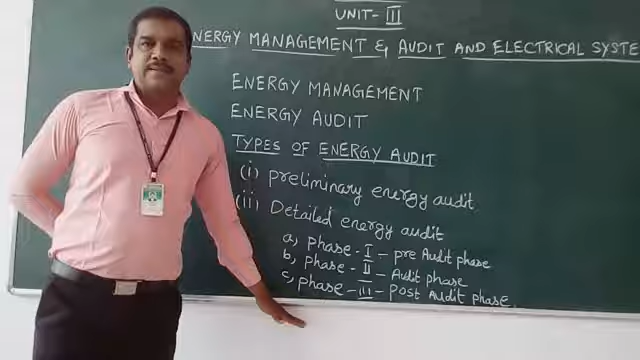 UNIT- III
ENERGY MANAGEMENT & AUDIT AND ELECTRICAL SYSTE
ENERGY MANAGEMENT
ENERGY AUDIT
TYPES OF ENERGY AUDIT
(i) preliminary energy audit
(ii) Detailed energy audit
a, phase - I - pre Audit phase
b, phase - II - Audit phase
c, phase - III - post Audit phase